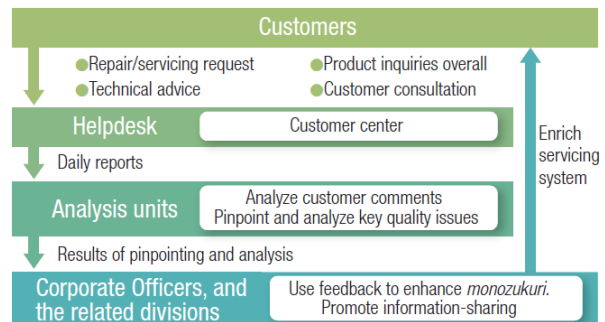 Customers
●Repair/servicing request
●Product inquiries overall
●Technical advice
●Customer consultation
Helpdesk
Customer center
Enrich
servicing
system
Daily reports
Analysis units
Analyze customer comments
Pinpoint and analyze key quality issues
Results of pinpointing and analysis
Corporate Officers, and
the related divisions
Use feedback to enhance monozukuri.
Promote information-sharing